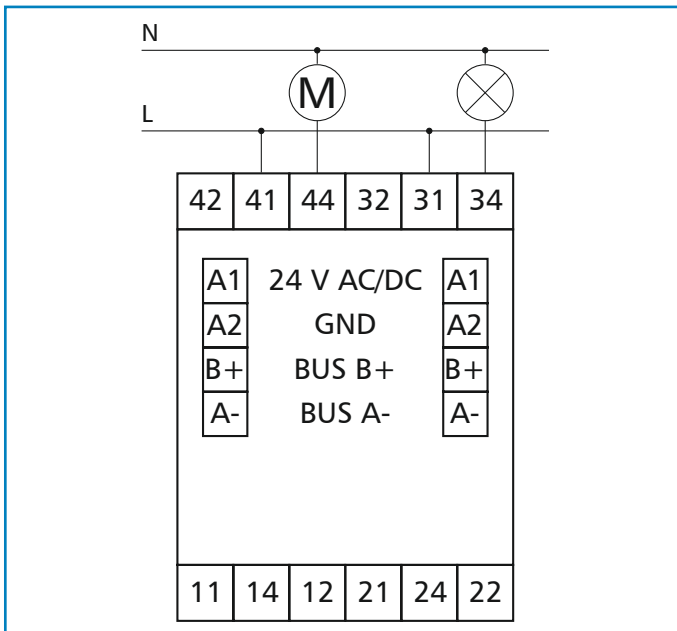 N
M
L
42 41 44 32 31 34
A1 24 V AC/DC A1
A2 GND A2
B+ BUS B+ B+
A- BUS A- A-
11 14 12 21 24 22